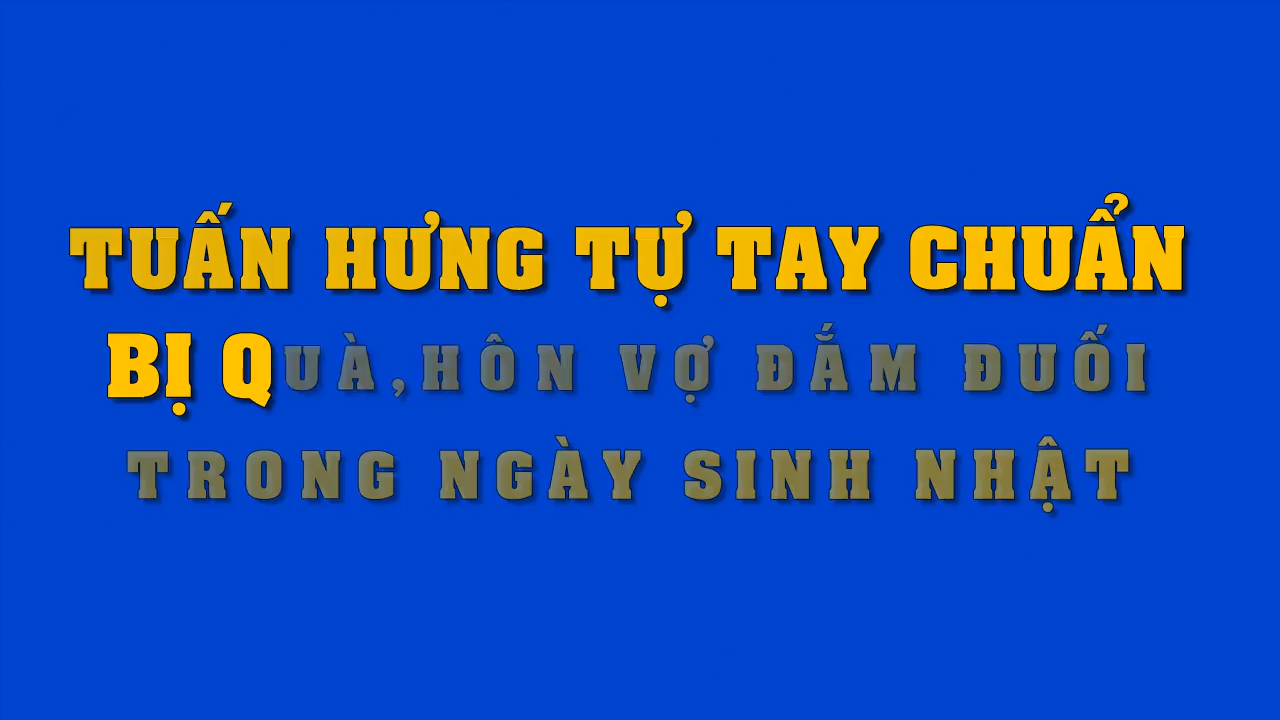 TUẤN HƯNG TỰ TAY CHUẨN
BỊ QUÀ,HÔN VỢ ĐẮM ĐUỐI
TRONG NGÀY SINH NHẬT